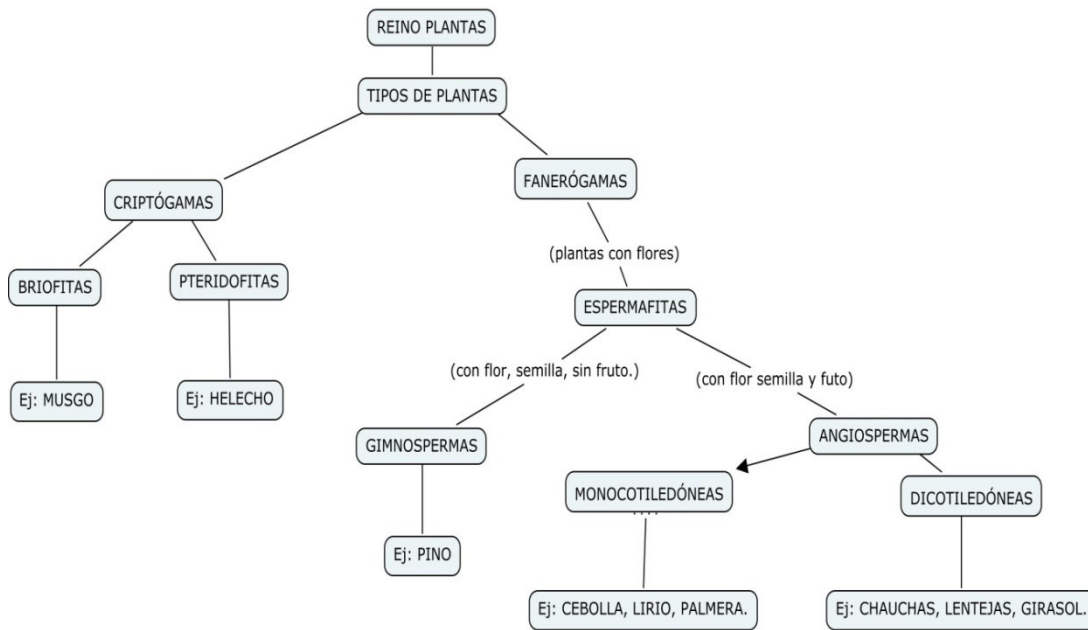 REINO PLANTAS
TIPOS DE PLANTAS
CRIPTÓGAMAS
FANERÓGAMAS
(plantas con flores)
BRIOFITAS
PTERIDOFITAS
ESPERMAFITAS
(con flor, semilla, sin fruto.)
(con flor semilla y futo)
Ej: MUSGO
Ej: HELECHO
GIMNOSPERMAS
ANGIOSPERMAS
MONOCOTILEDÓNEAS
....
DICOTILEDÓNEAS
Ej: PINO
Ej: CEBOLLA, LIRIO, PALMERA.
Ej: CHAUCHAS, LENTEJAS, GIRASOL.